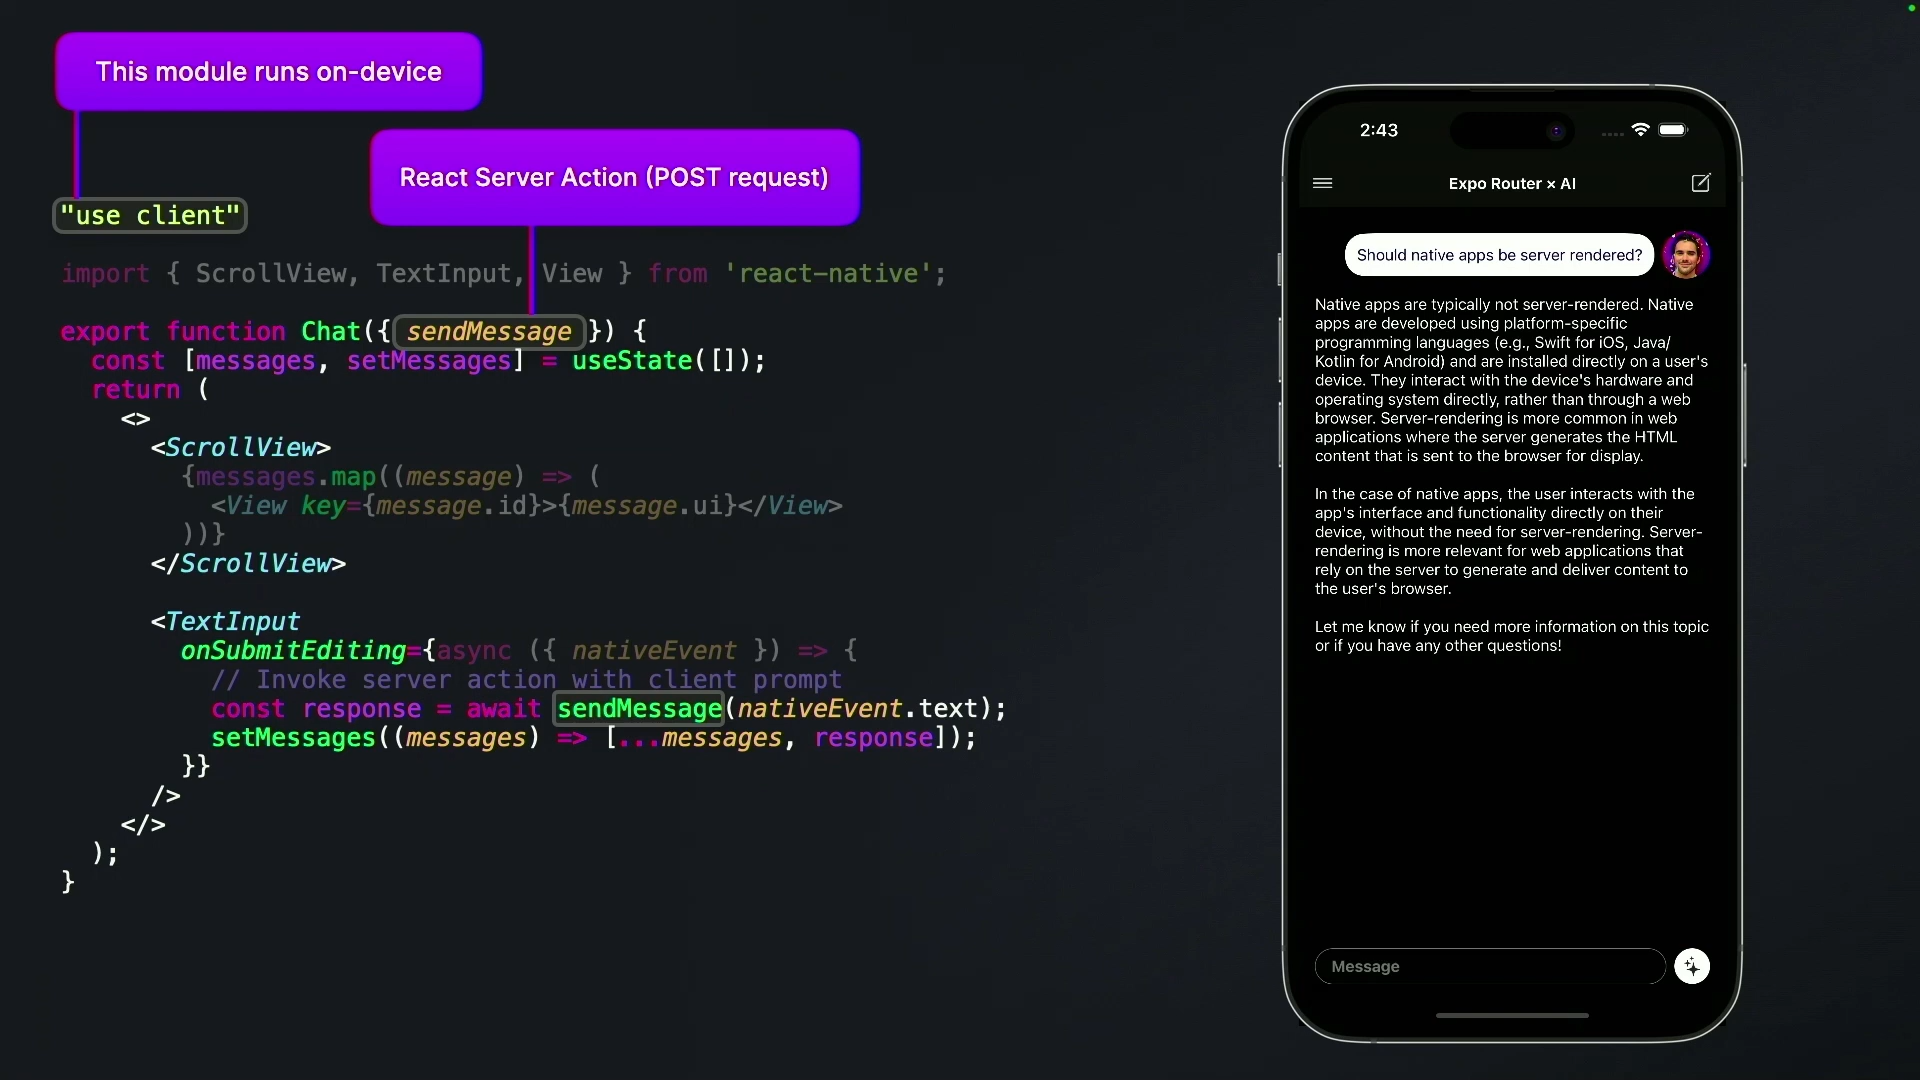 This module runs on-device
React Server Action (POST request)
"use client"
import { ScrollView, TextInput, View } from 'react-native';
export function Chat({ sendMessage }) {
const [messages, setMessages] = useState([]);
return (
<>
<ScrollView>
{messages.map((message) => (
<View key={message.id}>{message.ui}</View>
))}
</ScrollView>
<TextInput
onSubmitEditing={async ({ nativeEvent }) => {
// Invoke server action with client prompt
const response = await sendMessage(nativeEvent.text);
setMessages((messages) => [...messages, response]);
}}
/>
</>
);
}
2:43
Expo Router × AI
Should native apps be server rendered?
Native apps are typically not server-rendered. Native
apps are developed using platform-specific
programming languages (e.g., Swift for iOS, Java/
Kotlin for Android) and are installed directly on a user's
device. They interact with the device's hardware and
operating system directly, rather than through a web
browser. Server-rendering is more common in web
applications where the server generates the HTML
content that is sent to the browser for display.
In the case of native apps, the user interacts with the
app's interface and functionality directly on their
device, without the need for server-rendering. Server-
rendering is more relevant for web applications that
rely on the server to generate and deliver content to
the user's browser.
Let me know if you need more information on this topic
or if you have any other questions!
Message